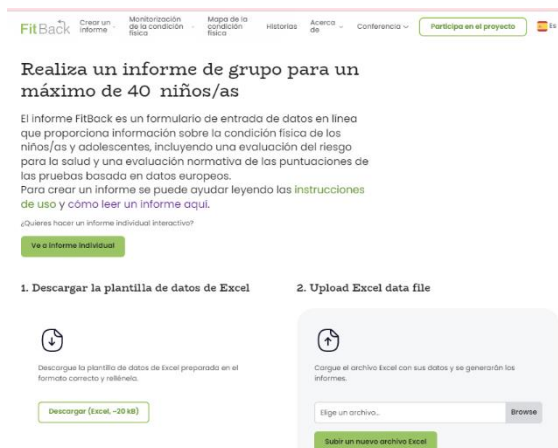 FitBack
Crear un
informe
Monitorización
de la condición
física
Mapa de la
condición
física
Historias
Acerca
de
Conferencia
Participa en el proyecto
Es
Realiza un informe de grupo para un
máximo de 40 niños/as
El informe FitBack es un formulario de entrada de datos en línea
que proporciona información sobre la condición física de los
niños/as y adolescentes, incluyendo una evaluación del riesgo
para la salud y una evaluación normativa de las puntuaciones de
las pruebas basada en datos europeos.
Para crear un informe se puede ayudar leyendo las instrucciones
de uso y cómo leer un informe aquí.
¿Quieres hacer un informe individual interactivo?
Ve a Informe Individual
1. Descargar la plantilla de datos de Excel
Descargue la plantilla de datos de Excel preparada en el
formato correcto y rellénela.
Descargar (Excel, ~20 kB)
2. Upload Excel data file
Cargue el archivo Excel con sus datos y se generarán los
informes.
Elige un archivo...
Browse
Subir un nuevo archivo Excel